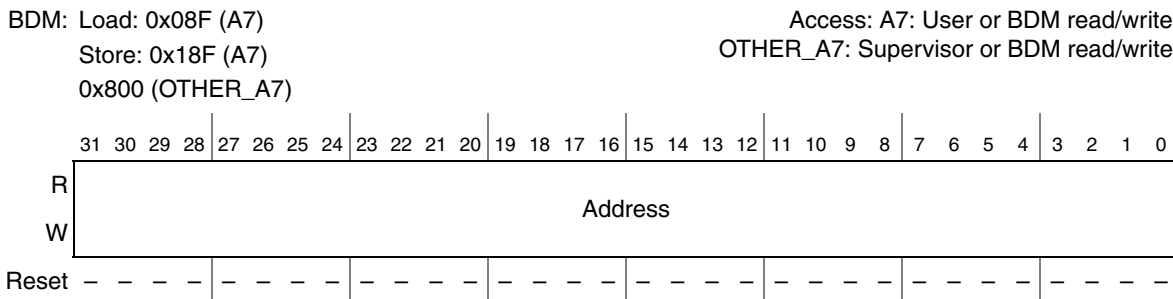 BDM: Load: 0x08F (A7)
Store: 0x18F (A7)
0x800 (OTHER_A7)
Access: A7: User or BDM read/write
OTHER_A7: Supervisor or BDM read/write
31 30 29 28 27 26 25 24 23 22 21 20 19 18 17 16 15 14 13 12 11 10 9 8 7 6 5 4 3 2 1 0
R
Address
W
Reset – – – – – – – – – – – – – – – – – – – – – – – – – – – – – – – –